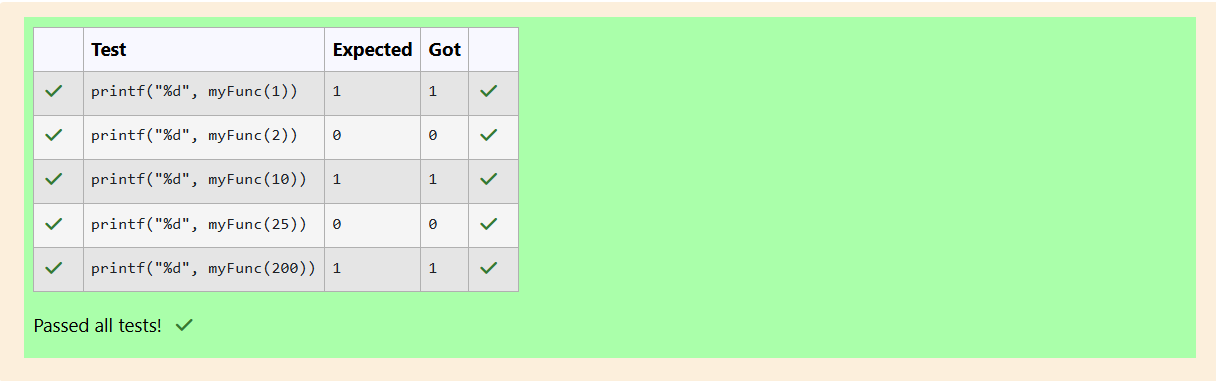 Test Expected Got
printf("%d", myFunc(1)) 1 1
printf("%d", myFunc(2)) 0 0
printf("%d", myFunc(10)) 1 1
printf("%d", myFunc(25)) 0 0
printf("%d", myFunc(200)) 1 1
Passed all tests!